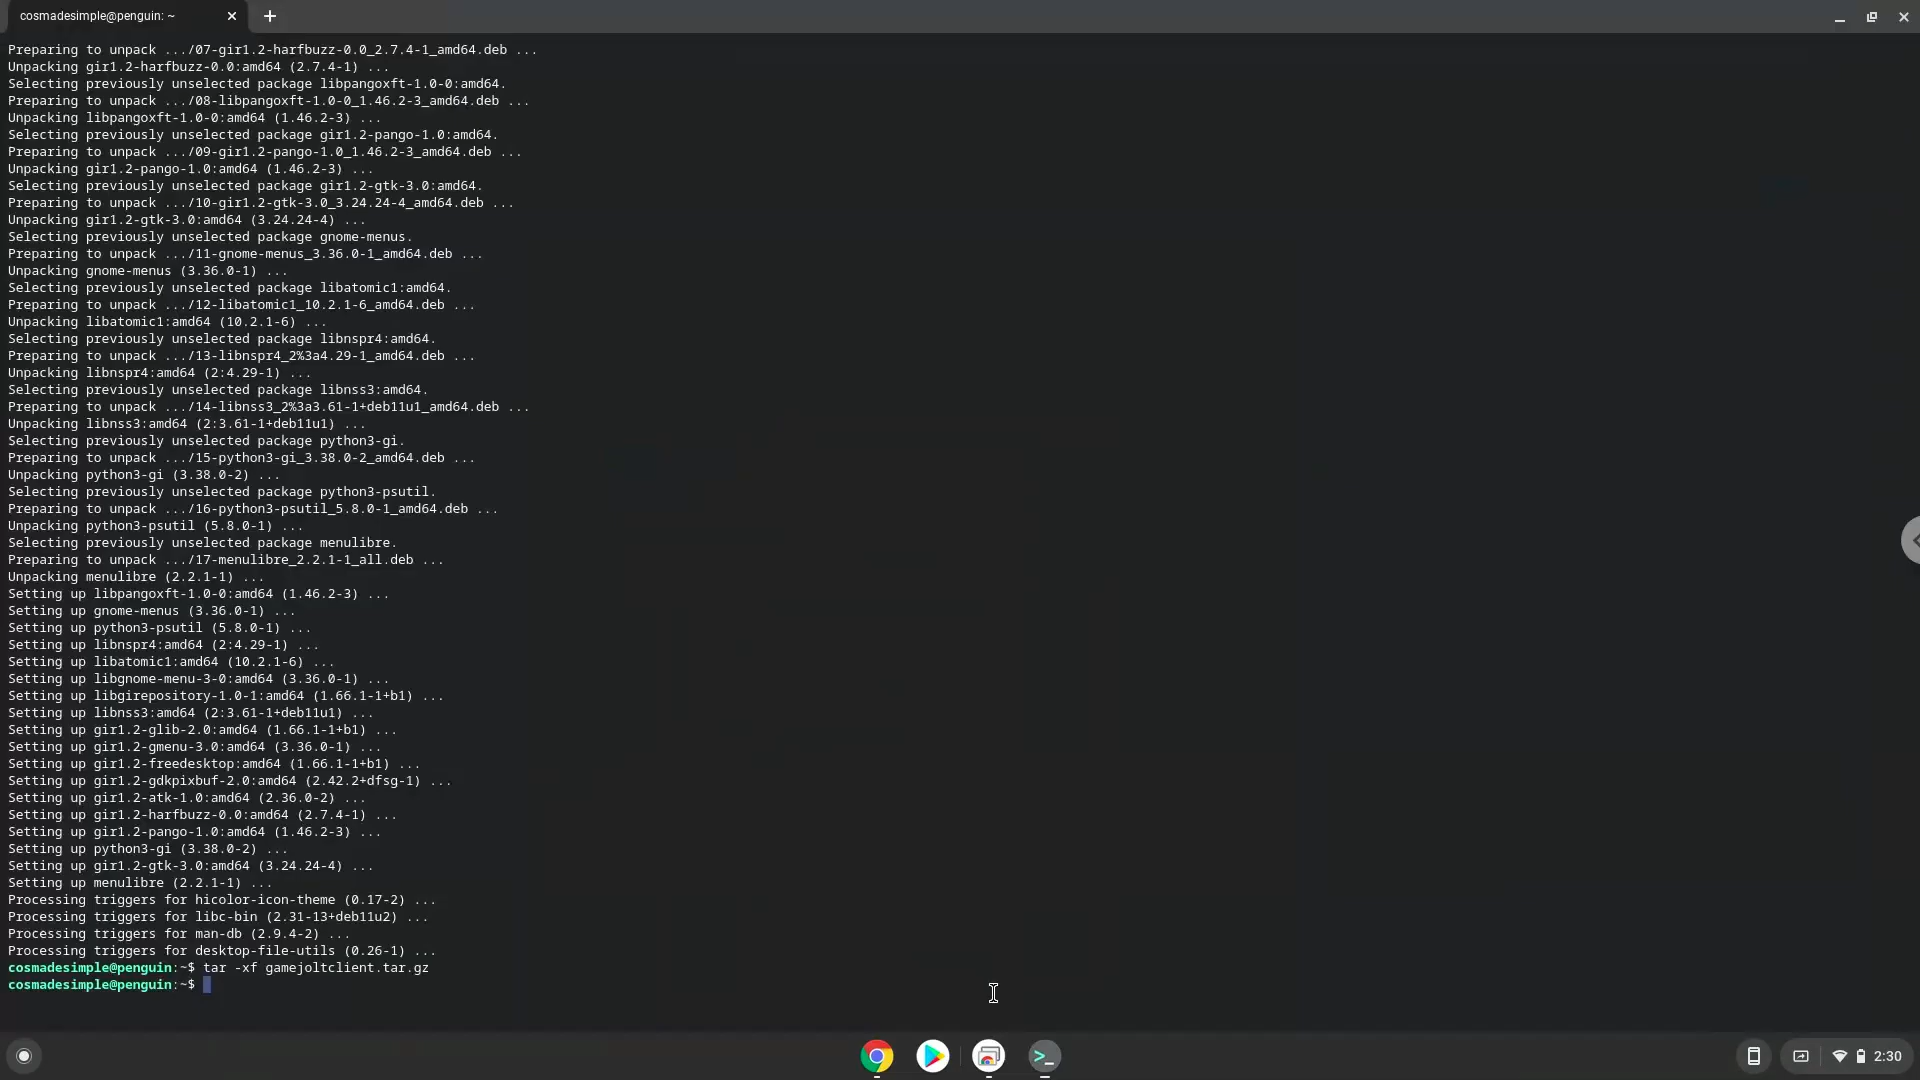 cosmadesimple@penguin: ~
Preparing to unpack .../07-gir1.2-harfbuzz-0.0_2.7.4-1_amd64.deb ...
Unpacking gir1.2-harfbuzz-0.0:amd64 (2.7.4-1) ...
Selecting previously unselected package libpangoxft-1.0-0:amd64.
Preparing to unpack .../08-libpangoxft-1.0-0_1.46.2-3_amd64.deb ...
Unpacking libpangoxft-1.0-0:amd64 (1.46.2-3) ...
Selecting previously unselected package gir1.2-pango-1.0:amd64.
Preparing to unpack .../09-gir1.2-pango-1.0_1.46.2-3_amd64.deb ...
Unpacking gir1.2-pango-1.0:amd64 (1.46.2-3) ...
Selecting previously unselected package gir1.2-gtk-3.0:amd64.
Preparing to unpack .../10-gir1.2-gtk-3.0_3.24.24-4_amd64.deb ...
Unpacking gir1.2-gtk-3.0:amd64 (3.24.24-4) ...
Selecting previously unselected package gnome-menus.
Preparing to unpack .../11-gnome-menus_3.36.0-1_amd64.deb ...
Unpacking gnome-menus (3.36.0-1) ...
Selecting previously unselected package libatomic1:amd64.
Preparing to unpack .../12-libatomic1_10.2.1-6_amd64.deb ...
Unpacking libatomic1:amd64 (10.2.1-6) ...
Selecting previously unselected package libnspr4:amd64.
Preparing to unpack .../13-libnspr4_2%3a4.29-1_amd64.deb ...
Unpacking libnspr4:amd64 (2:4.29-1) ...
Selecting previously unselected package libnss3:amd64.
Preparing to unpack .../14-libnss3_2%3a3.61-1+deb11u1_amd64.deb ...
Unpacking libnss3:amd64 (2:3.61-1+deb11u1) ...
Selecting previously unselected package python3-gi.
Preparing to unpack .../15-python3-gi_3.38.0-2_amd64.deb ...
Unpacking python3-gi (3.38.0-2) ...
Selecting previously unselected package python3-psutil.
Preparing to unpack .../16-python3-psutil_5.8.0-1_amd64.deb ...
Unpacking python3-psutil (5.8.0-1) ...
Selecting previously unselected package menulibre.
Preparing to unpack .../17-menulibre_2.2.1-1_all.deb ...
Unpacking menulibre (2.2.1-1) ...
Setting up libpangoxft-1.0-0:amd64 (1.46.2-3) ...
Setting up gnome-menus (3.36.0-1) ...
Setting up python3-psutil (5.8.0-1) ...
Setting up libnspr4:amd64 (2:4.29-1) ...
Setting up libatomic1:amd64 (10.2.1-6) ...
Setting up libgnome-menu-3-0:amd64 (3.36.0-1) ...
Setting up libgirepository-1.0-1:amd64 (1.66.1-1+b1) ...
Setting up libnss3:amd64 (2:3.61-1+deb11u1) ...
Setting up gir1.2-glib-2.0:amd64 (1.66.1-1+b1) ...
Setting up gir1.2-gmenu-3.0:amd64 (3.36.0-1) ...
Setting up gir1.2-freedesktop:amd64 (1.66.1-1+b1) ...
Setting up gir1.2-gdkpixbuf-2.0:amd64 (2.42.2+dfsg-1) ...
Setting up gir1.2-atk-1.0:amd64 (2.36.0-2) ...
Setting up gir1.2-harfbuzz-0.0:amd64 (2.7.4-1) ...
Setting up gir1.2-pango-1.0:amd64 (1.46.2-3) ...
Setting up python3-gi (3.38.0-2) ...
Setting up gir1.2-gtk-3.0:amd64 (3.24.24-4) ...
Setting up menulibre (2.2.1-1) ...
Processing triggers for hicolor-icon-theme (0.17-2) ...
Processing triggers for libc-bin (2.31-13+deb11u2) ...
Processing triggers for man-db (2.9.4-2) ...
Processing triggers for desktop-file-utils (0.26-1) ...
cosmadesimple@penguin:~$ tar -xf gamejoltclient.tar.gz
cosmadesimple@penguin:~$
2:30